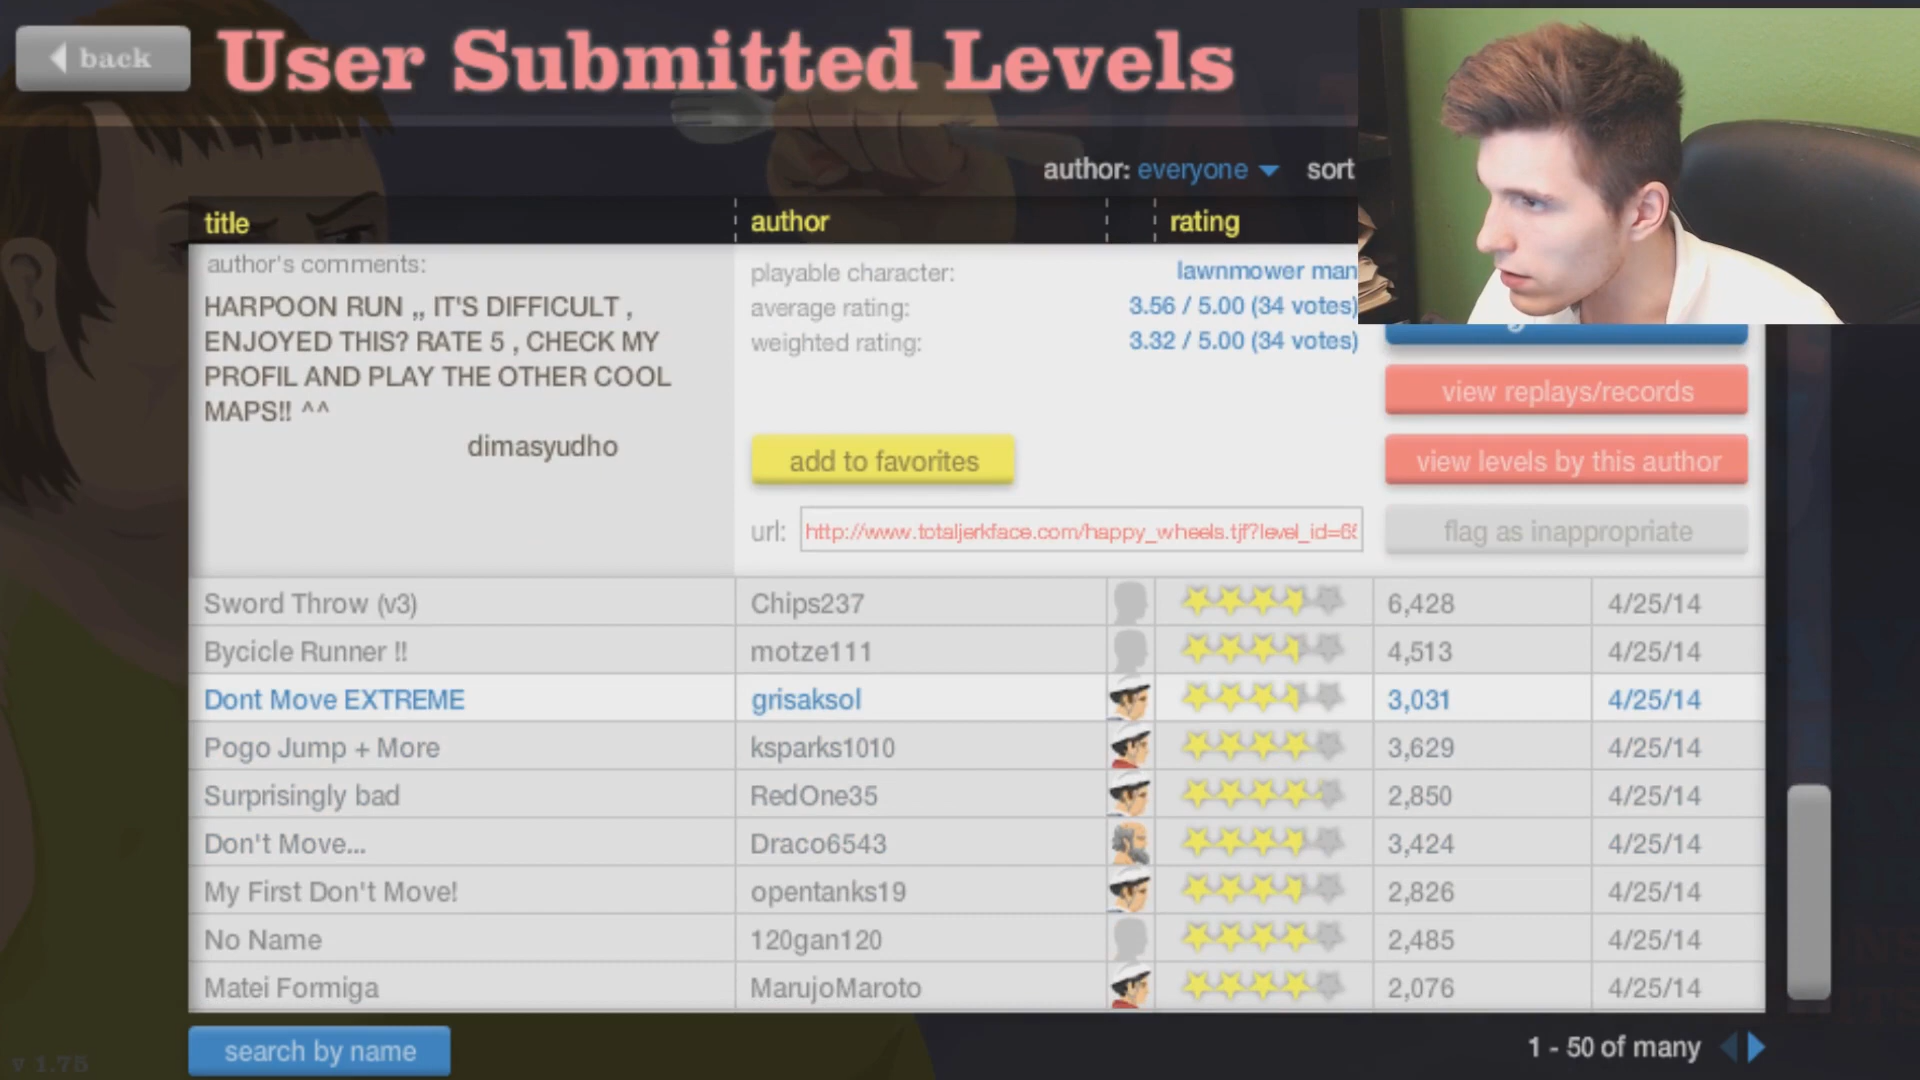 back
User Submitted Levels
author: everyone sort
title author rating
author's comments:
HARPOON RUN ,, IT'S DIFFICULT ,
ENJOYED THIS? RATE 5 , CHECK MY
PROFIL AND PLAY THE OTHER COOL
MAPS!! ^^
dimasyudho
playable character: lawnmower man
average rating: 3.56 / 5.00 (34 votes)
weighted rating: 3.32 / 5.00 (34 votes)
add to favorites
url: http://www.totaljerkface.com/happy_wheels.tjf?level_id=6
view replays/records
view levels by this author
flag as inappropriate
Sword Throw (v3) Chips237 6,428 4/25/14
Bycicle Runner !! motze111 4,513 4/25/14
Dont Move EXTREME grisaksol 3,031 4/25/14
Pogo Jump + More ksparks1010 3,629 4/25/14
Surprisingly bad RedOne35 2,850 4/25/14
Don't Move... Draco6543 3,424 4/25/14
My First Don't Move! opentanks19 2,826 4/25/14
No Name 120gan120 2,485 4/25/14
Matei Formiga MarujoMaroto 2,076 4/25/14
search by name
1 - 50 of many
v 1.75